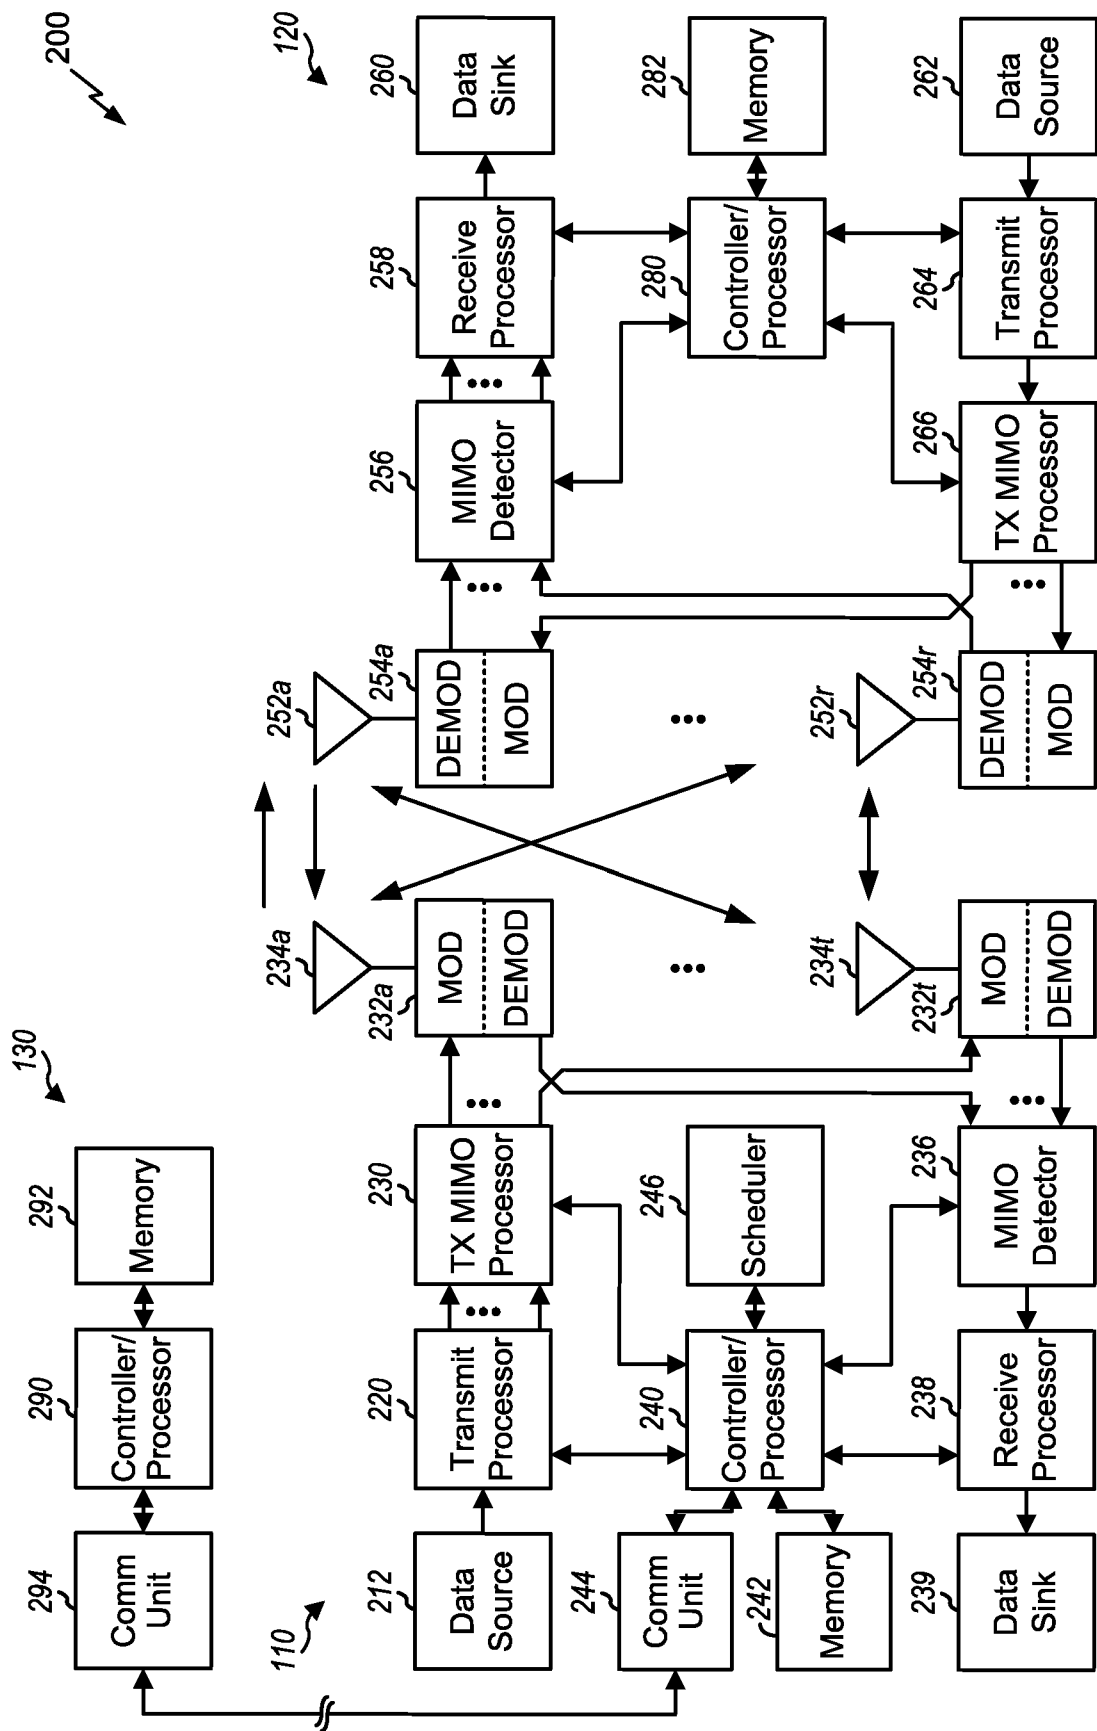 130
200
294
290
292
Comm
Unit
Controller/
Processor
Memory
110
234a
252a
120
212
220
230
232a
254a
256
258
260
Data
Source
Transmit
Processor
TX MIMO
Processor
MOD
DEMOD
DEMOD
MOD
MIMO
Detector
Receive
Processor
Data
Sink
244
Comm
Unit
242
Memory
240
Controller/
Processor
246
Scheduler
280
Controller/
Processor
282
Memory
234t
252r
239
238
236
232t
254r
266
264
262
Data
Sink
Receive
Processor
MIMO
Detector
MOD
DEMOD
DEMOD
MOD
TX MIMO
Processor
Transmit
Processor
Data
Source